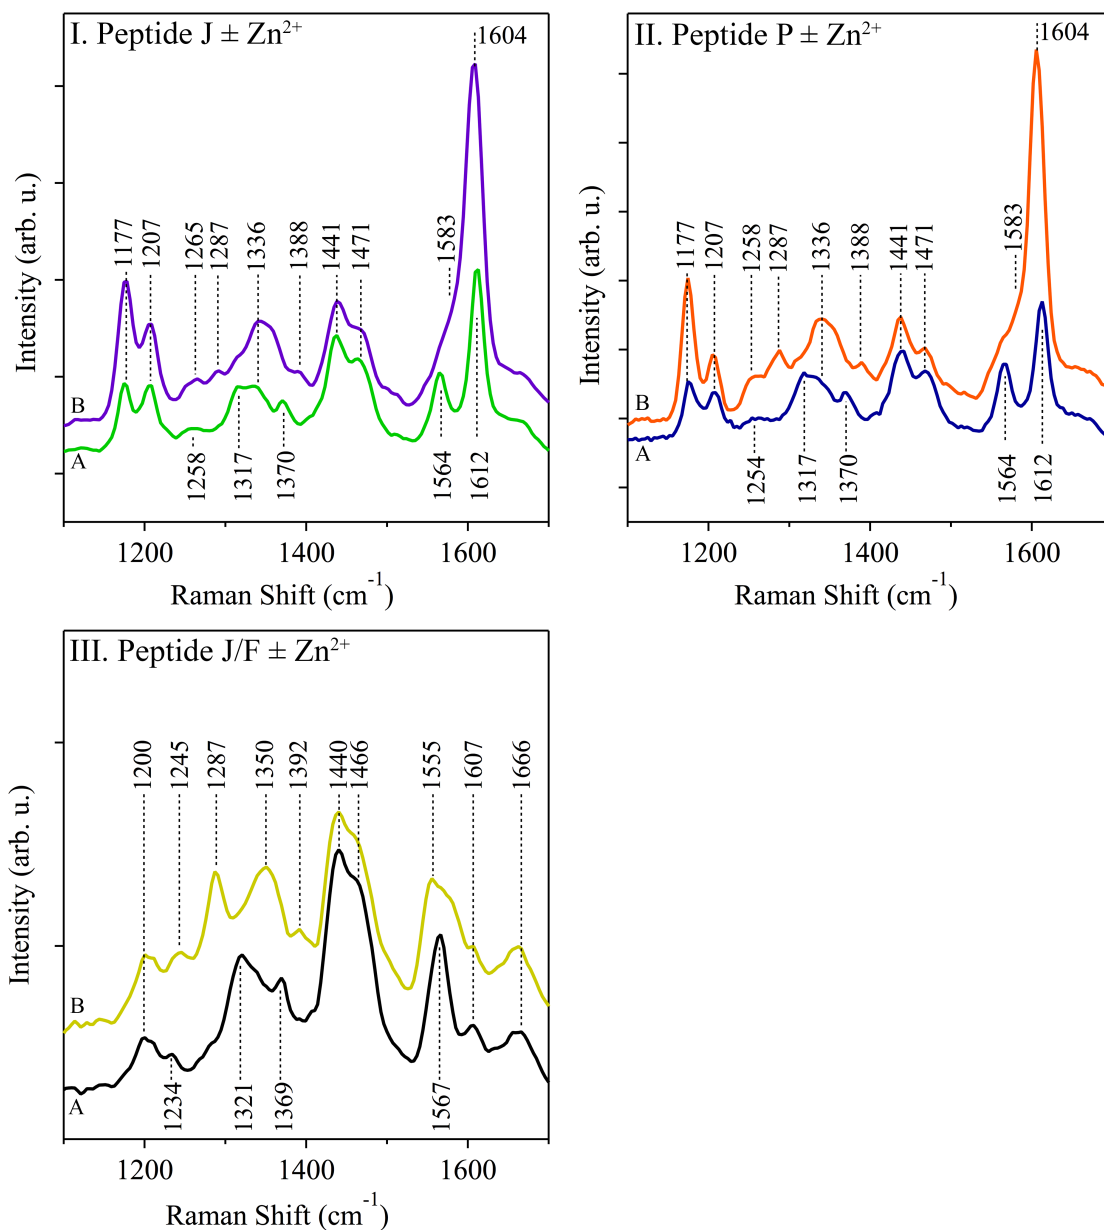 I. Peptide J ± Zn²⁺
1604
1177 1207 1265 1287 1336 1388 1441 1471 1583
B
A
1258 1317 1370 1564 1612
1200 1400 1600
Raman Shift (cm⁻¹)
Intensity (arb. u.)
II. Peptide P ± Zn²⁺
1604
1177 1207 1258 1287 1336 1388 1441 1471 1583
B
A
1254 1317 1370 1564 1612
1200 1400 1600
Raman Shift (cm⁻¹)
Intensity (arb. u.)
III. Peptide J/F ± Zn²⁺
1200 1245 1287 1350 1392 1440 1466 1555 1607 1666
B
A
1234 1321 1369 1567
1200 1400 1600
Raman Shift (cm⁻¹)
Intensity (arb. u.)